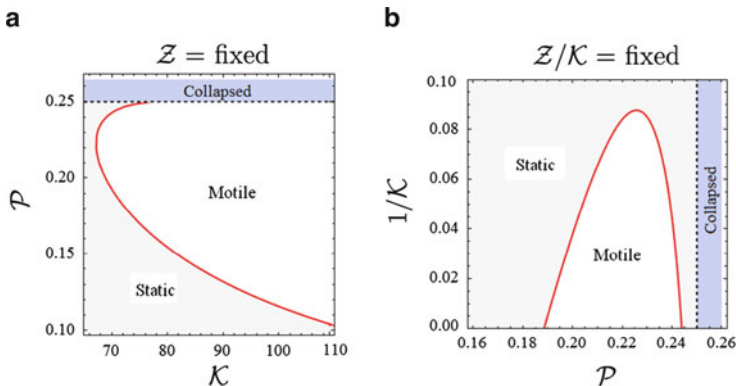 a
𝒵 = fixed
Collapsed
0.25
0.20
0.15
0.10
𝒫
Motile
Static
70 80 90 100 110
𝒦
b
𝒵/𝒦 = fixed
0.10
0.08
0.06
0.04
0.02
0.00
1/𝒦
Static
Motile
Collapsed
0.16 0.18 0.20 0.22 0.24 0.26
𝒫